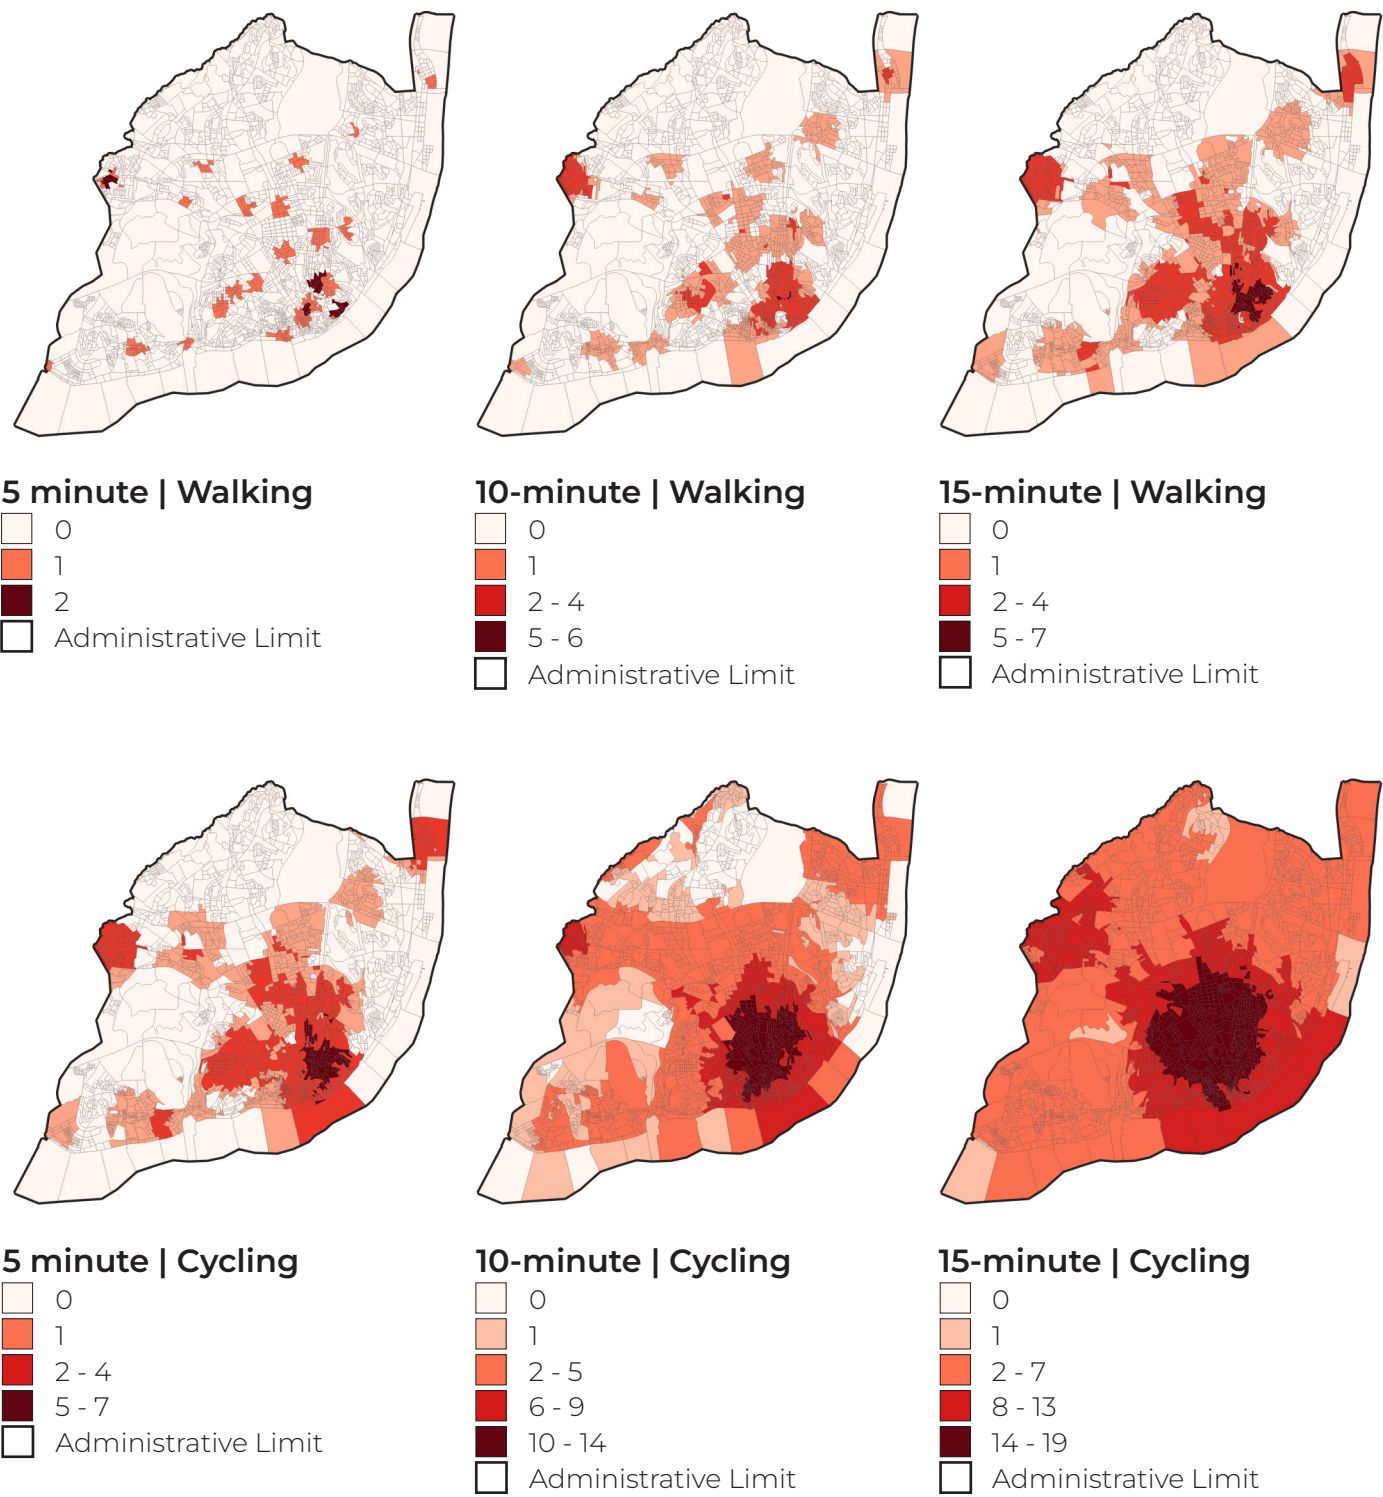 5 minute | Walking
0
1
2
Administrative Limit
10-minute | Walking
0
1
2 - 4
5 - 6
Administrative Limit
15-minute | Walking
0
1
2 - 4
5 - 7
Administrative Limit
5 minute | Cycling
0
1
2 - 4
5 - 7
Administrative Limit
10-minute | Cycling
0
1
2 - 5
6 - 9
10 - 14
Administrative Limit
15-minute | Cycling
0
1
2 - 7
8 - 13
14 - 19
Administrative Limit